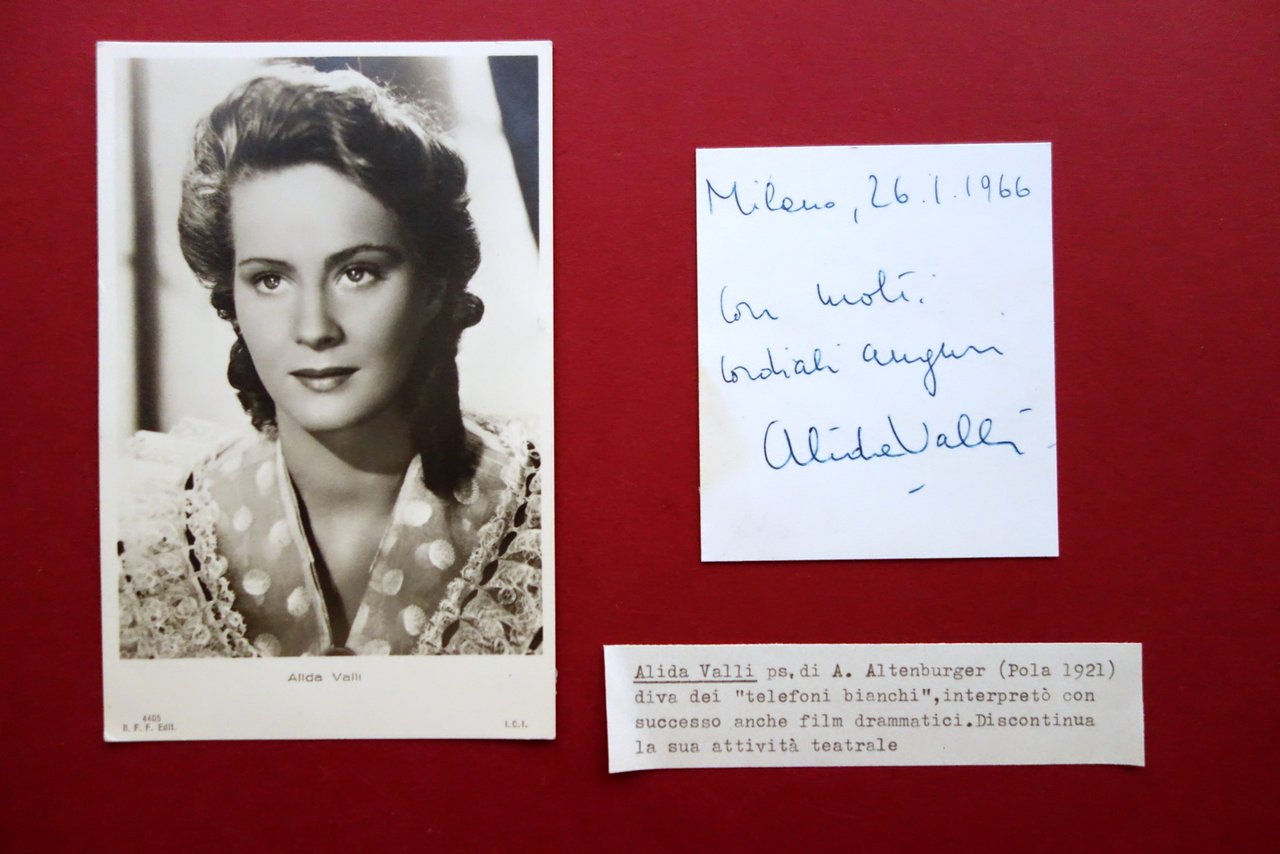 Alida Valli
4405
B. F. F. Edit.
I.C.I.
Milano, 26.1.1966
Con molti
cordiali auguri
Alida Valli
Alida Valli ps.di A. Altenburger (Pola 1921)
diva dei "telefoni bianchi",interpretò con
successo anche film drammatici.Discontinua
la sua attività teatrale